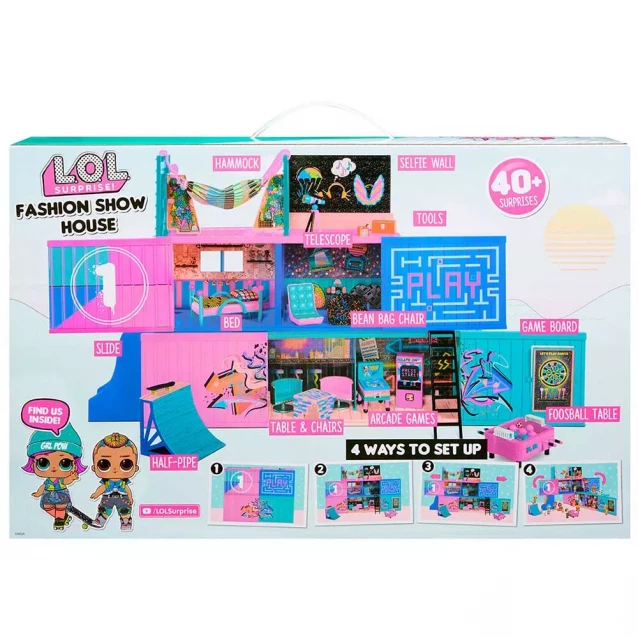 L.O.L.
SURPRISE!
FASHION SHOW
HOUSE
HAMMOCK
SELFIE WALL
40+
SURPRISES
TOOLS
TELESCOPE
1
PLAY
BED
BEAN BAG CHAIR
SLIDE
GAME BOARD
TABLE & CHAIRS
ARCADE GAMES
FOOSBALL TABLE
FIND US
INSIDE!
GRL POW
HALF-PIPE
4 WAYS TO SET UP
1
2
3
4
/LOLSurprise